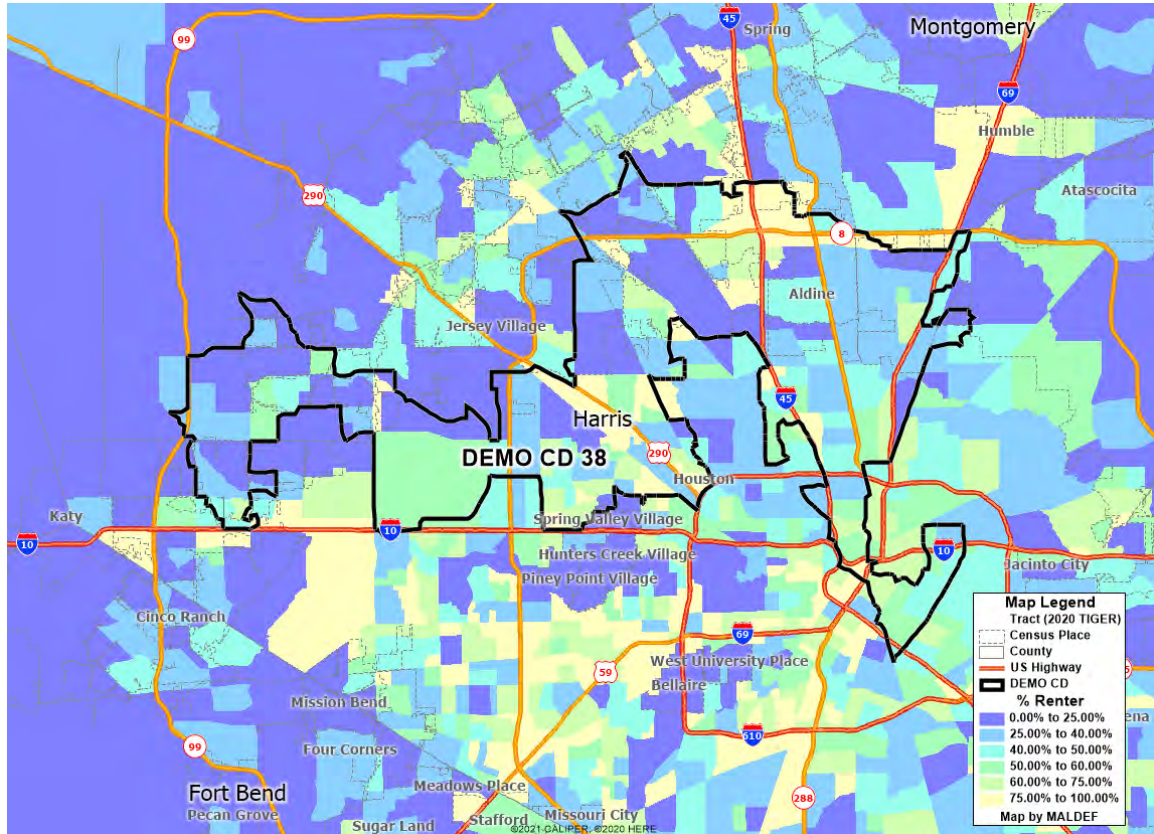 99
45
Spring
Montgomery
69
Humble
290
Atascocita
8
Aldine
Jersey Village
45
Harris
290
DEMO CD 38
Houston
Katy
10
10
Spring Valley Village
Hunters Creek Village
10
Jacinto City
Piney Point Village
Cinco Ranch
69
59
West University Place
Bellaire
Mission Bend
Four Corners
99
610
Meadows Place
288
Fort Bend
Pecan Grove
Sugar Land
Stafford
Missouri City
©2021 CALIPER, ©2020 HERE
Map Legend
Tract (2020 TIGER)
Census Place
County
US Highway
DEMO CD
% Renter
0.00% to 25.00%
25.00% to 40.00%
40.00% to 50.00%
50.00% to 60.00%
60.00% to 75.00%
75.00% to 100.00%
Map by MALDEF